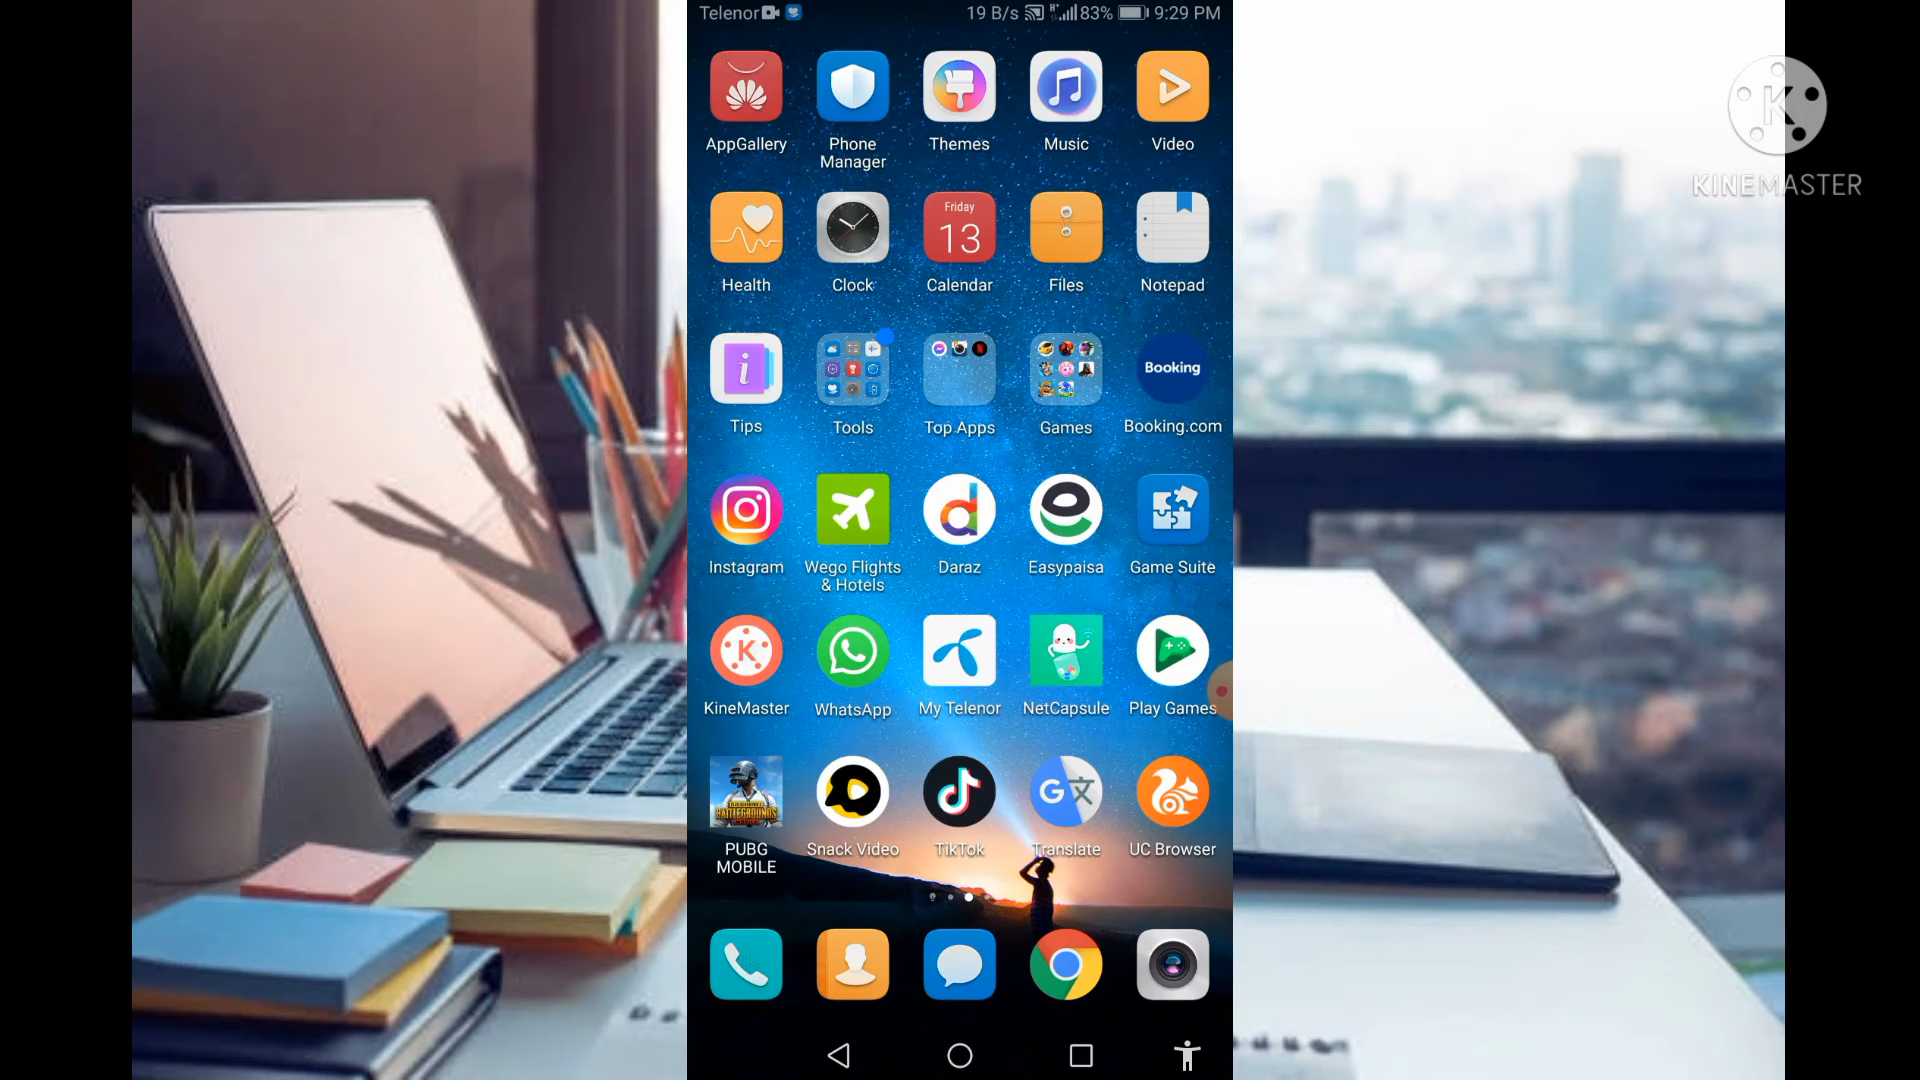 Telenor 19 B/s 83% 9:29 PM
KINEMASTER
AppGallery Phone Manager Themes Music Video
Friday
13
Health Clock Calendar Files Notepad
Booking
Tips Tools Top Apps Games Booking.com
Instagram Wego Flights & Hotels Daraz Easypaisa Game Suite
KineMaster WhatsApp My Telenor NetCapsule Play Games
BATTLEGROUNDS
PUBG MOBILE Snack Video TikTok Translate UC Browser